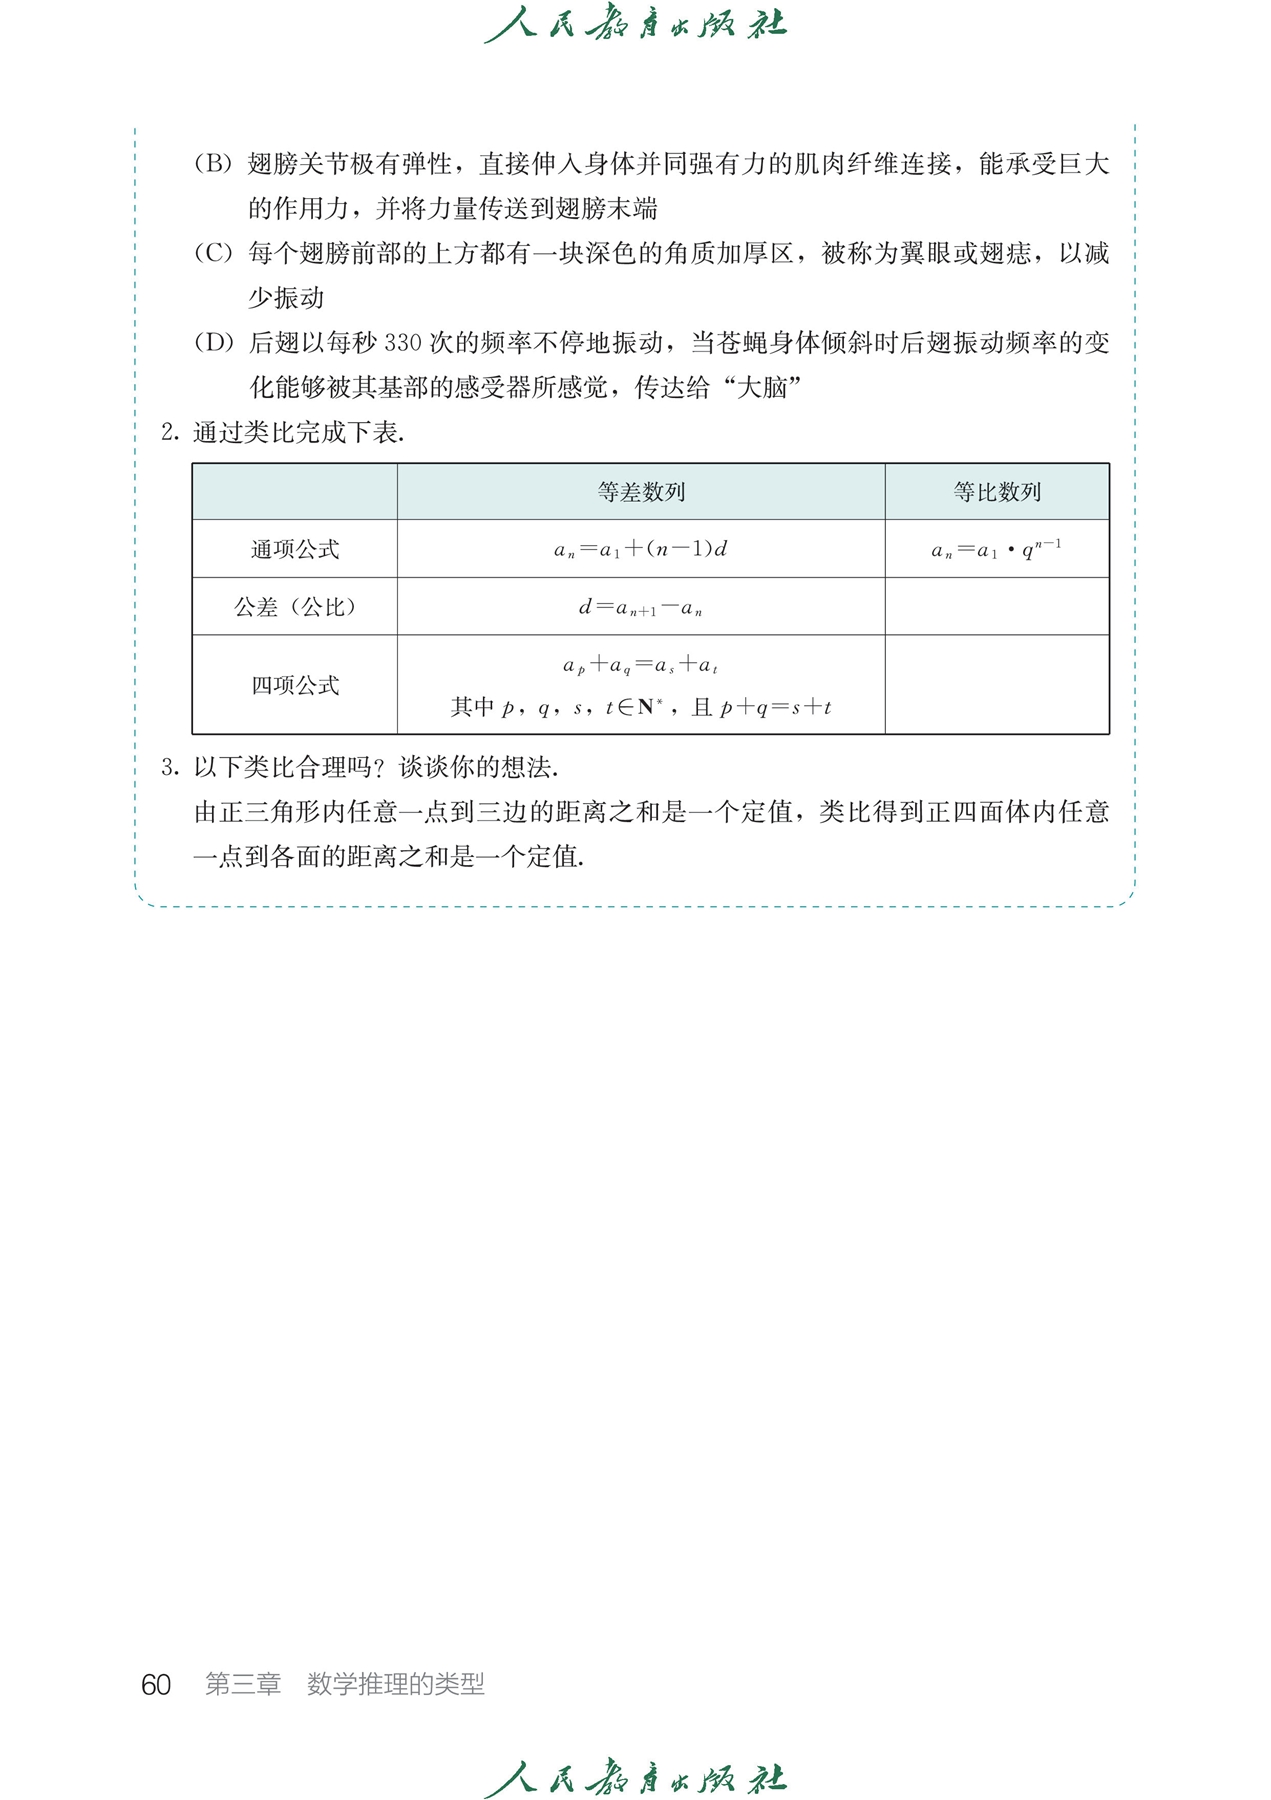 人民教育出版社
（B）翅膀关节极有弹性，直接伸入身体并同强有力的肌肉纤维连接，能承受巨大
的作用力，并将力量传送到翅膀末端
（C）每个翅膀前部的上方都有一块深色的角质加厚区，被称为翼眼或翅痣，以减
少振动
（D）后翅以每秒 330 次的频率不停地振动，当苍蝇身体倾斜时后翅振动频率的变
化能够被其基部的感受器所感觉，传达给“大脑”
2. 通过类比完成下表.
等差数列 等比数列
通项公式 aₙ=a₁+(n-1)d aₙ=a₁·qⁿ⁻¹
公差（公比） d=aₙ₊₁-aₙ
四项公式 a_p+a_q=a_s+a_t
其中 p，q，s，t∈N*，且 p+q=s+t
3. 以下类比合理吗？谈谈你的想法.
由正三角形内任意一点到三边的距离之和是一个定值，类比得到正四面体内任意
一点到各面的距离之和是一个定值.
60 第三章 数学推理的类型
人民教育出版社